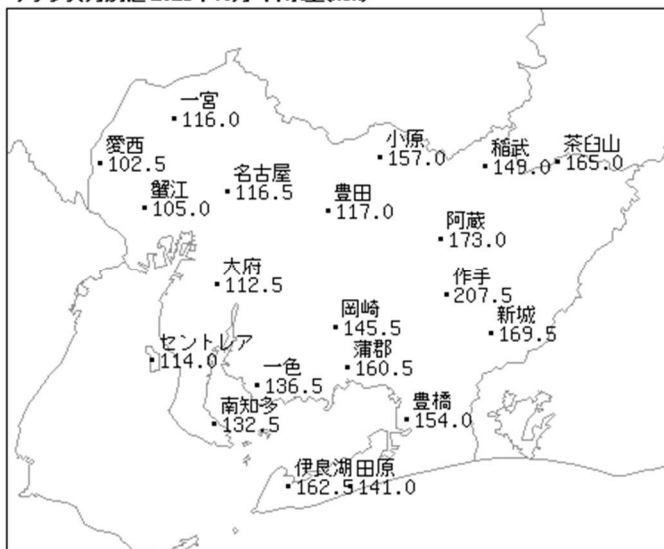 一宮
116.0
愛西
102.5
蟹江
105.0
名古屋
116.5
小原
157.0
豊田
117.0
稲武
149.0
茶臼山
165.0
阿蔵
173.0
大府
112.5
作手
207.5
岡崎
145.5
新城
169.5
セントレア
114.0
蒲郡
160.5
一色
136.5
南知多
132.5
豊橋
154.0
伊良湖
162.5
田原
141.0